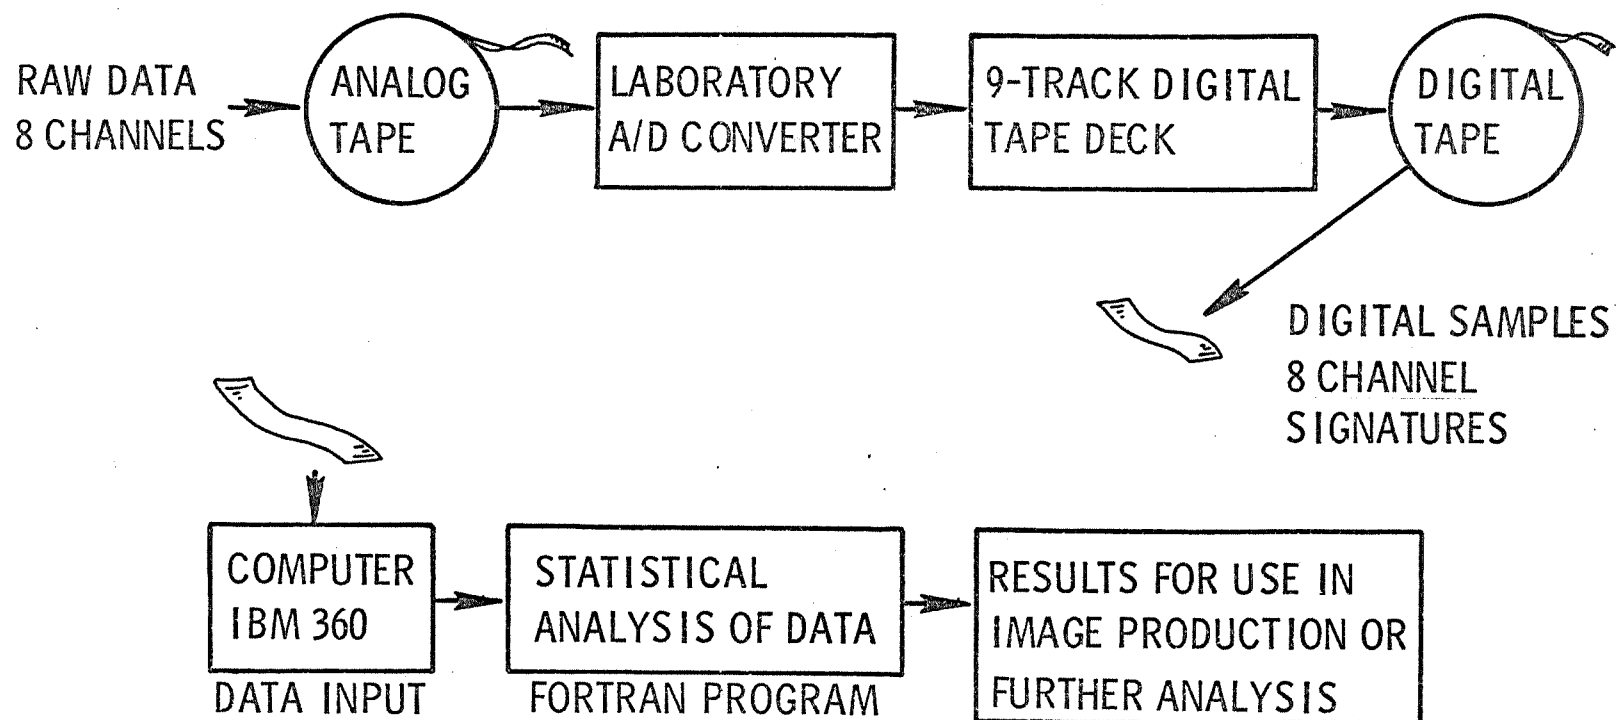 RAW DATA
8 CHANNELS
ANALOG
TAPE
LABORATORY
A/D CONVERTER
9-TRACK DIGITAL
TAPE DECK
DIGITAL
TAPE
DIGITAL SAMPLES
8 CHANNEL
SIGNATURES
COMPUTER
IBM 360
DATA INPUT
STATISTICAL
ANALYSIS OF DATA
FORTRAN PROGRAM
RESULTS FOR USE IN
IMAGE PRODUCTION OR
FURTHER ANALYSIS